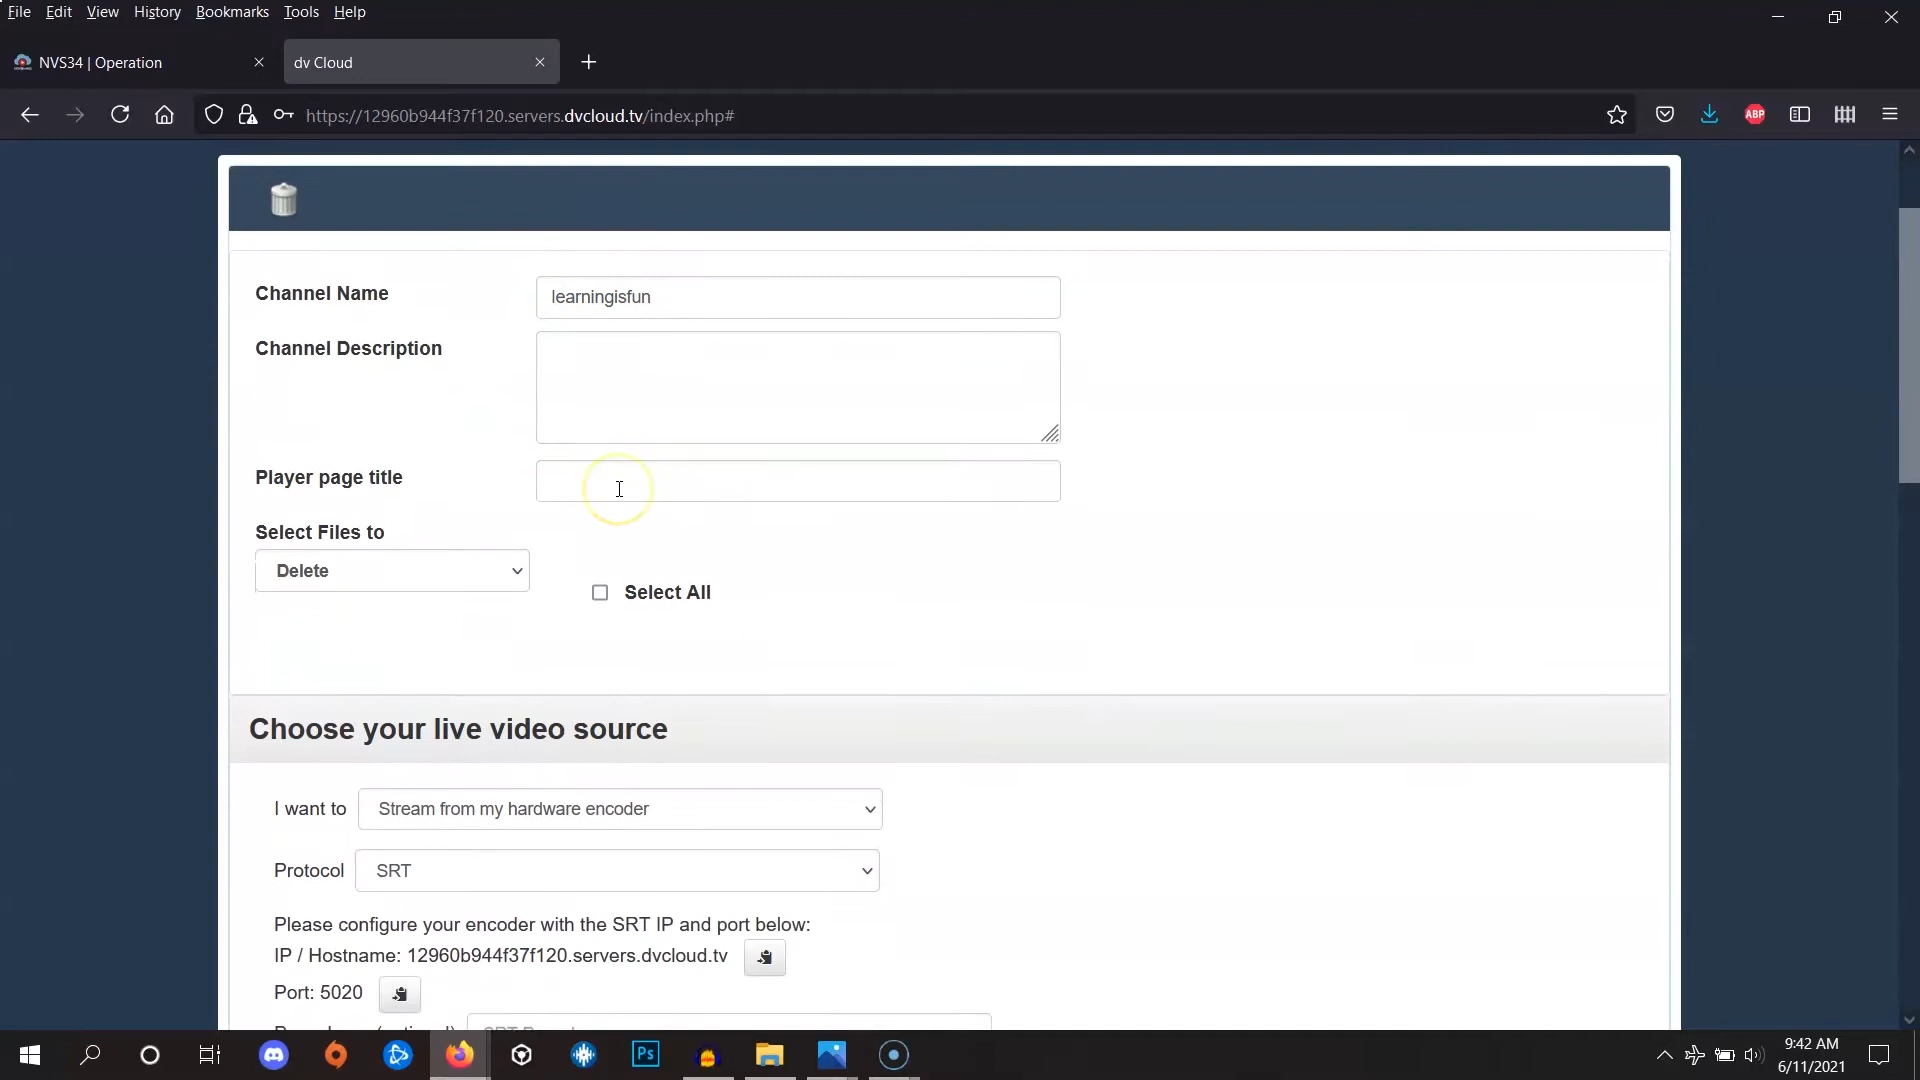 File Edit View History Bookmarks Tools Help
NVS34 | Operation
dv Cloud
https://12960b944f37f120.servers.dvcloud.tv/index.php#
ABP
Channel Name
learningisfun
Channel Description
Player page title
Select Files to
Delete
Select All
Choose your live video source
I want to Stream from my hardware encoder
Protocol SRT
Please configure your encoder with the SRT IP and port below:
IP / Hostname: 12960b944f37f120.servers.dvcloud.tv
Port: 5020
Ps
9:42 AM
6/11/2021